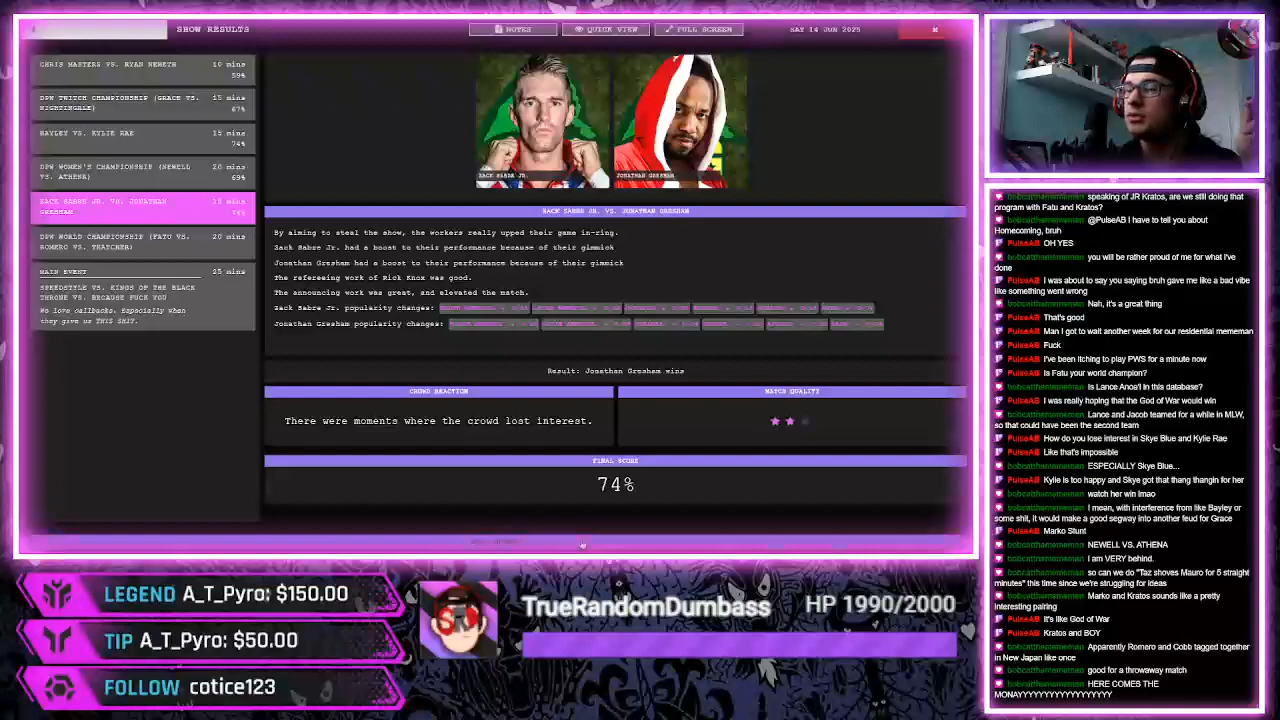 SHOW RESULTS
NOTES
QUICK VIEW
FULL SCREEN
SAT 14 JUN 2025
CHRIS MASTERS VS. RYAN NEMETH
10 mins
59%
DPW TWITCH CHAMPIONSHIP (GRACE VS. NIGHTINGALE)
15 mins
67%
HAYLEY VS. KYLIE RAE
15 mins
74%
DPW WOMEN'S CHAMPIONSHIP (NEWELL VS. ATHENA)
20 mins
69%
ZACK SABRE JR. VS. JONATHAN GRESHAM
DPW WORLD CHAMPIONSHIP (FATU VS. ROMERO VS. THATCHER)
20 mins
MAIN EVENT
25 mins
SPEEDSTYLE VS. KINGS OF THE BLACK THRONE VS. BECAUSE FUCK YOU
We love callbacks. Especially when they give us THIS SHIT.
ZACK SABRE JR.
JONATHAN GRESHAM
ZACK SABRE JR. VS. JONATHAN GRESHAM
By aiming to steal the show, the workers really upped their game in-ring.
Zack Sabre Jr. had a boost to their performance because of their gimmick
Jonathan Gresham had a boost to their performance because of their gimmick
The refereeing work of Rick Knox was good.
The announcing work was great, and elevated the match.
popularity changes:
Jonathan Gresham popularity changes:
Result: Jonathan Gresham wins
CROWD REACTION
MATCH QUALITY
There were moments where the crowd lost interest.
FINAL SCORE
74%
LEGEND A_T_Pyro: $150.00
TIP A_T_Pyro: $50.00
FOLLOW cotice123
TrueRandomDumbass
HP 1990/2000
bobcatthemememan speaking of JR Kratos, are we still doing that
program with Fatu and Kratos?
bobcatthemememan @PulseAB I have to tell you about
Homecoming, bruh
PulseAB OH YES
bobcatthemememan you will be rather proud of me for what I've
done
PulseAB I was about to say you saying bruh gave me like a bad vibe
like something went wrong
bobcatthemememan Nah, it's a great thing
PulseAB That's good
PulseAB Man I got to wait another week for our residential mememan
PulseAB Fuck
PulseAB I've been itching to play PWS for a minute now
PulseAB Is Fatu your world champion?
bobcatthemememan Is Lance Anoa'I in this database?
PulseAB I was really hoping that the God of War would win
bobcatthemememan Lance and Jacob teamed for a while in MLW,
so that could have been the second team
PulseAB How do you lose interest in Skye Blue and Kylie Rae
PulseAB Like that's impossible
bobcatthemememan ESPECIALLY Skye Blue...
PulseAB Kylie is too happy and Skye got that thang thangin for her
bobcatthemememan watch her win lmao
bobcatthemememan I mean, with interference from like Bayley or
some shit, it would make a good segway into another feud for Grace
PulseAB Marko Stunt
bobcatthemememan NEWELL VS. ATHENA
bobcatthemememan I am VERY behind.
bobcatthemememan so can we do "Taz shoves Mauro for 5 straight
minutes" this time since we're struggling for ideas
bobcatthemememan Marko and Kratos sounds like a pretty
interesting pairing
PulseAB It's like God of War
PulseAB Kratos and BOY
bobcatthemememan Apparently Romero and Cobb tagged together
in New Japan like once
bobcatthemememan good for a throwaway match
bobcatthemememan HERE COMES THE
MONAYYYYYYYYYYYYYYYYY